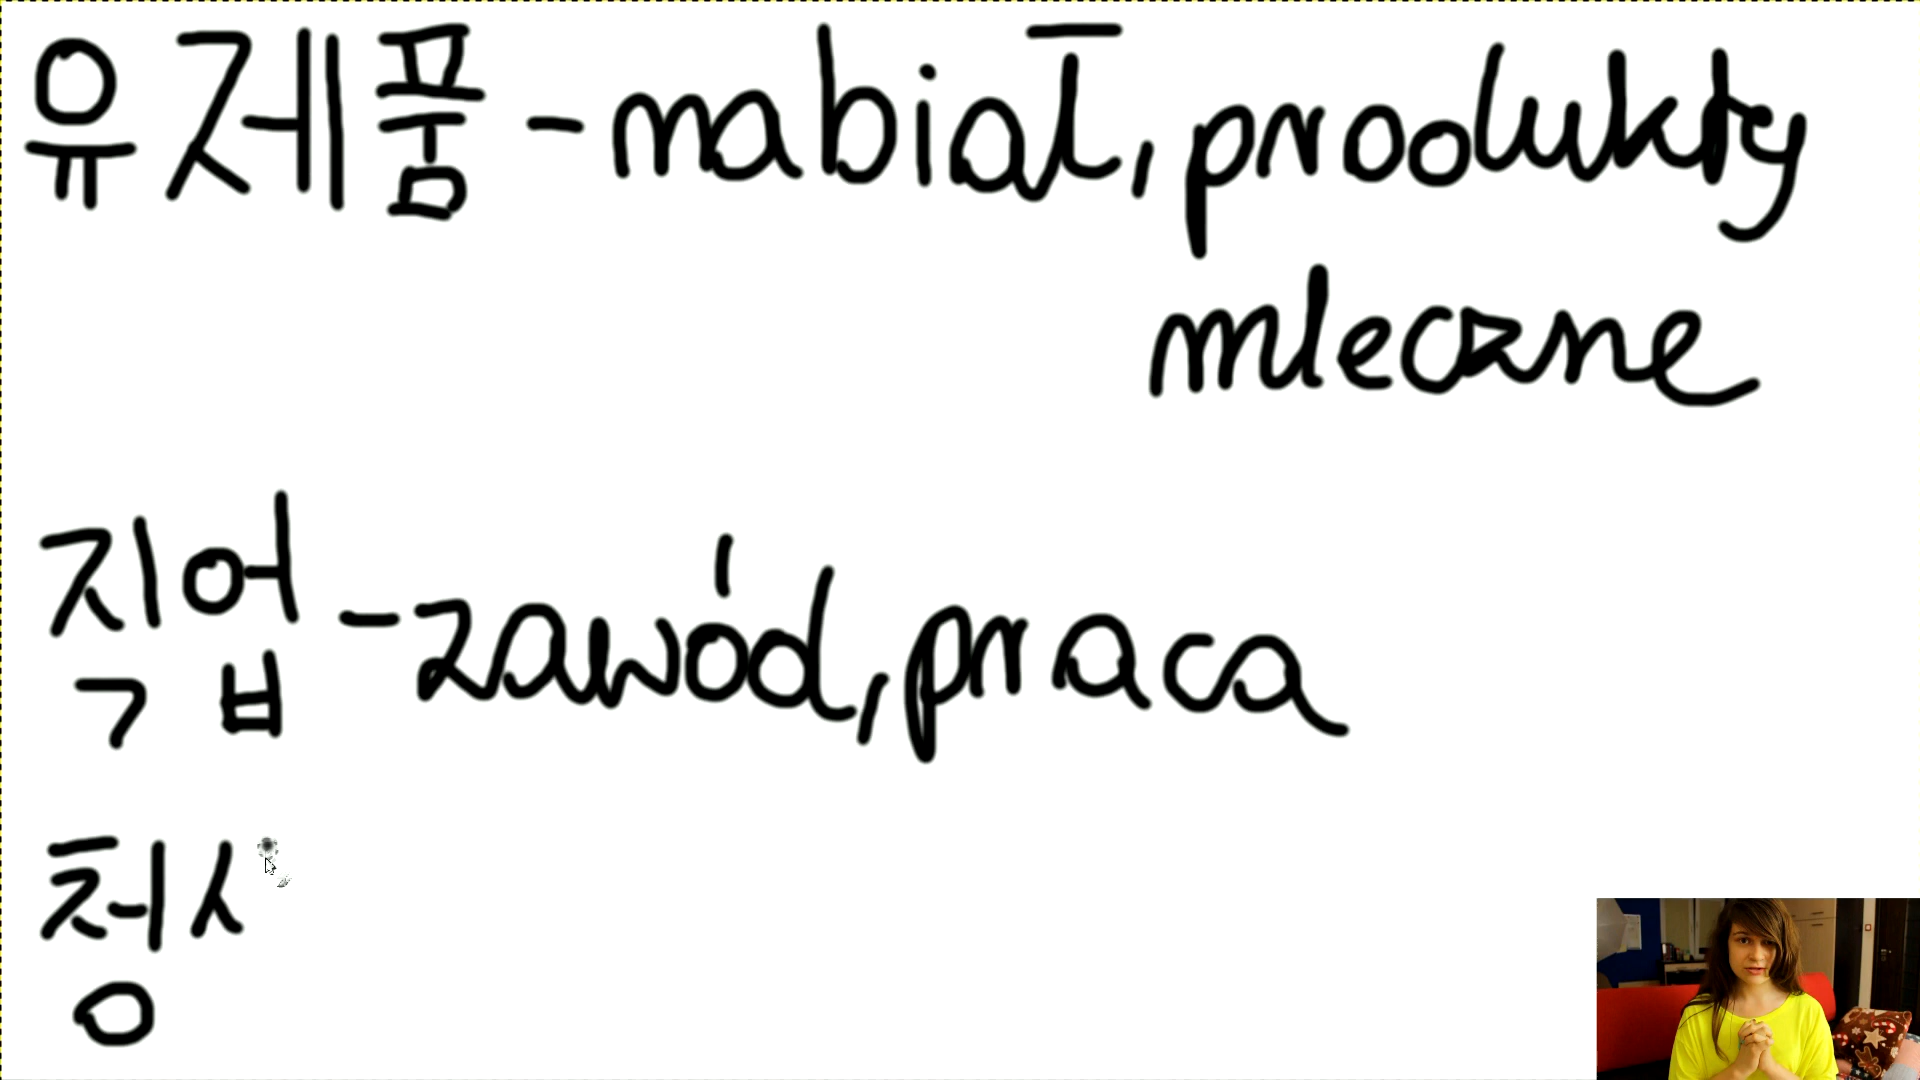 유제품 - nabiał, produkty
mleczne
직업 - zawód, praca
청ㅅ